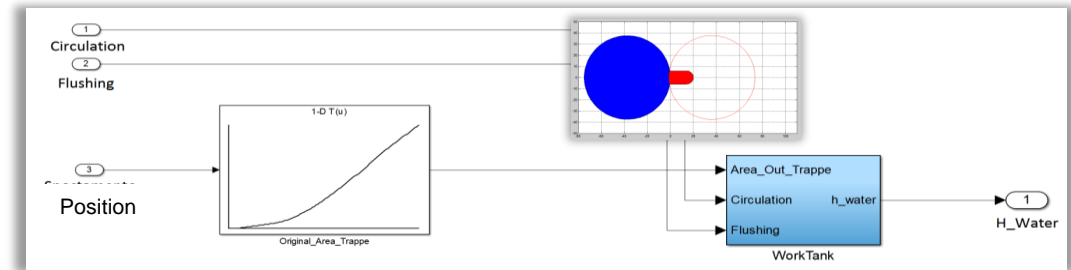 1
Circulation
2
Flushing
1-D T(u)
3
Position
Original_Area_Trappe
Area_Out_Trappe
Circulation
h_water
Flushing
WorkTank
1
H_Water